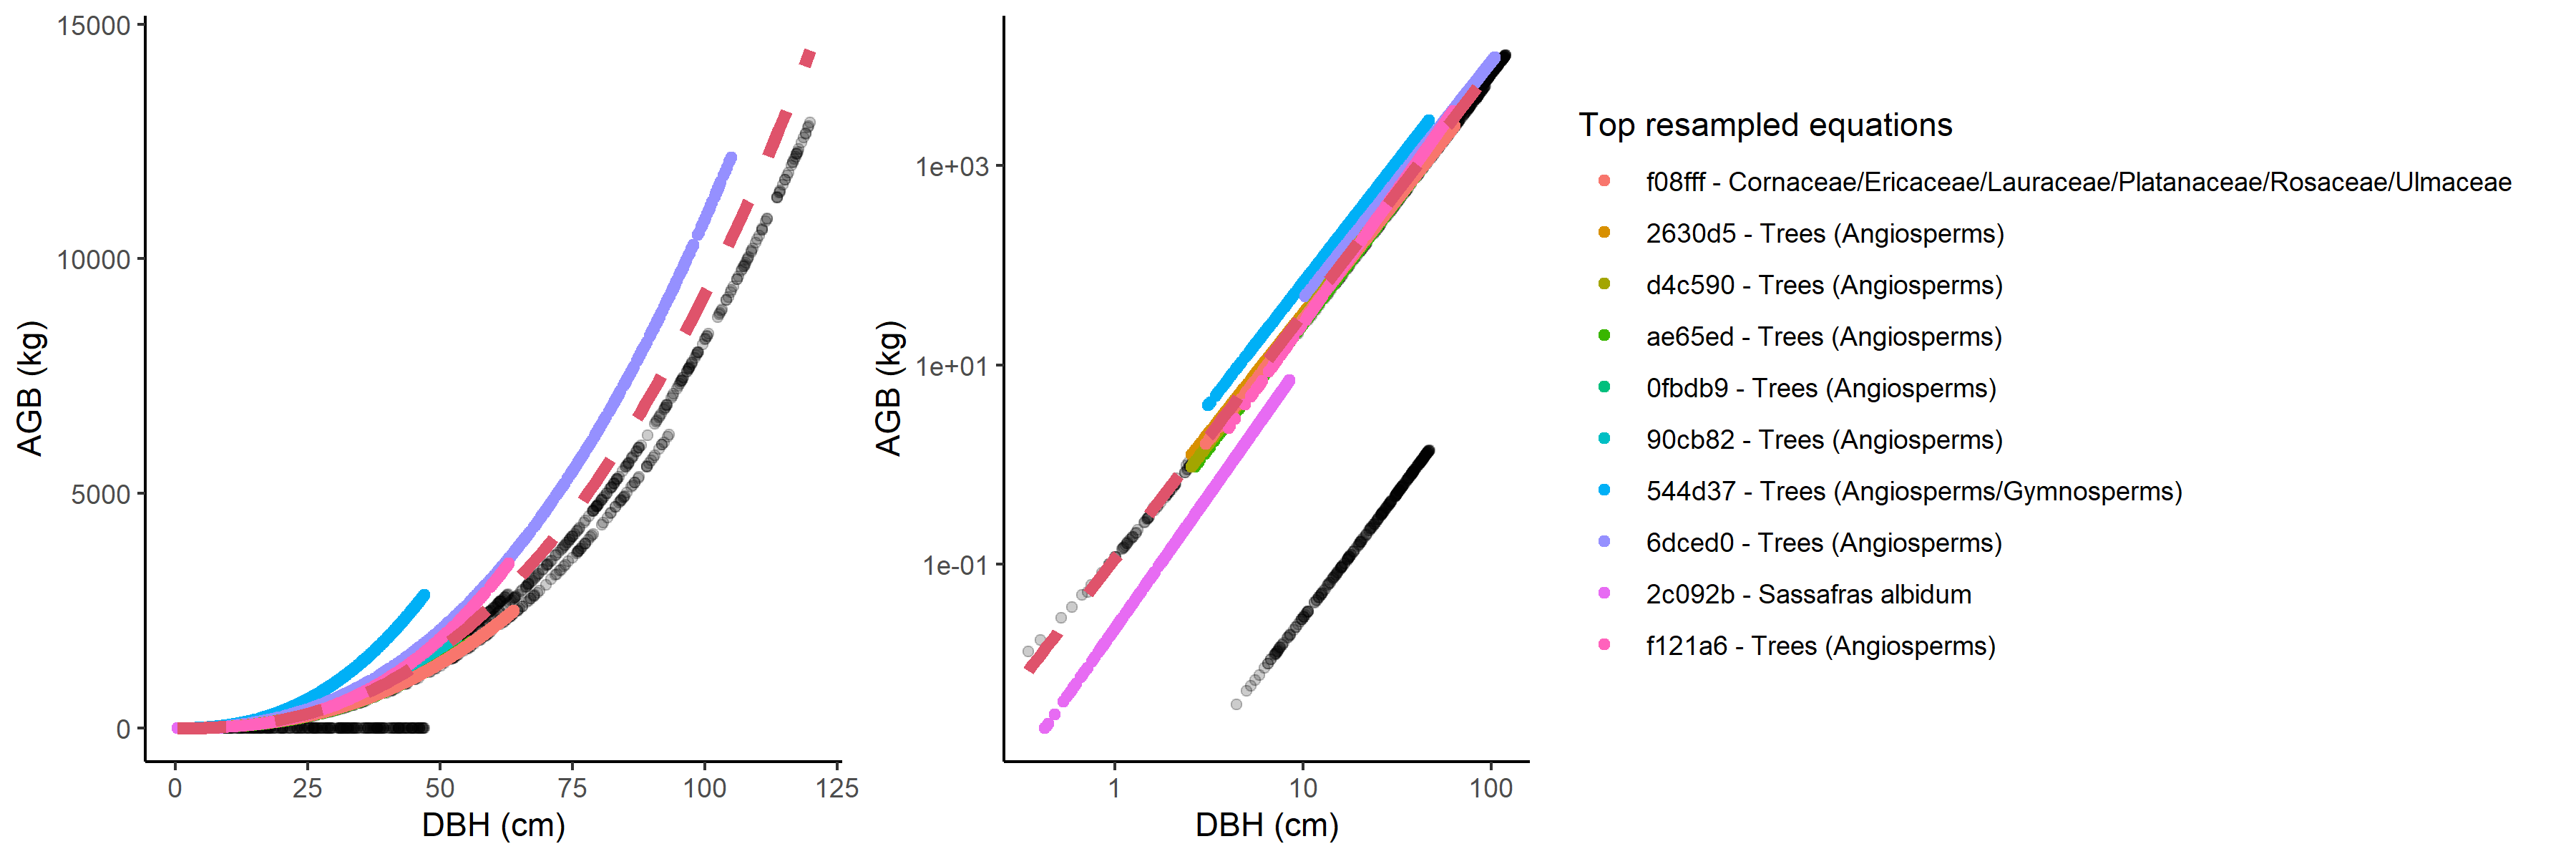 15000
10000
5000
0
AGB (kg)
0 25 50 75 100 125
DBH (cm)
1e+03
1e+01
1e-01
AGB (kg)
1 10 100
DBH (cm)
Top resampled equations
f08fff - Cornaceae/Ericaceae/Lauraceae/Platanaceae/Rosaceae/Ulmaceae
2630d5 - Trees (Angiosperms)
d4c590 - Trees (Angiosperms)
ae65ed - Trees (Angiosperms)
0fbdb9 - Trees (Angiosperms)
90cb82 - Trees (Angiosperms)
544d37 - Trees (Angiosperms/Gymnosperms)
6dced0 - Trees (Angiosperms)
2c092b - Sassafras albidum
f121a6 - Trees (Angiosperms)